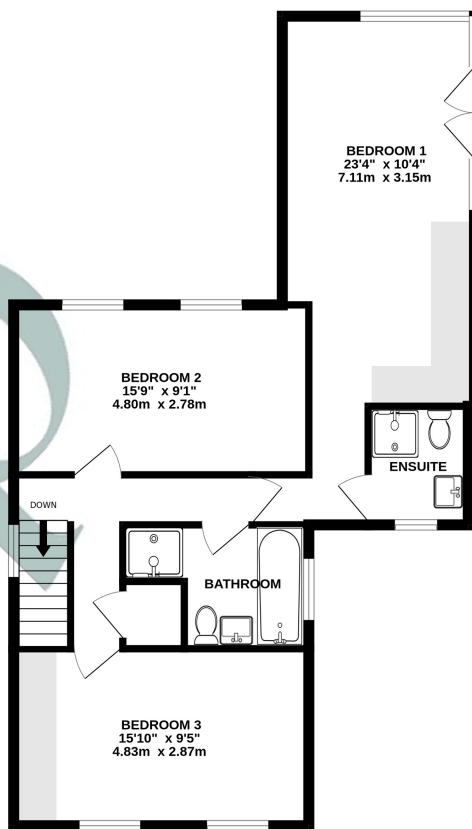 BEDROOM 1
23'4" x 10'4"
7.11m x 3.15m
BEDROOM 2
15'9" x 9'1"
4.80m x 2.78m
ENSUITE
DOWN
BATHROOM
BEDROOM 3
15'10" x 9'5"
4.83m x 2.87m